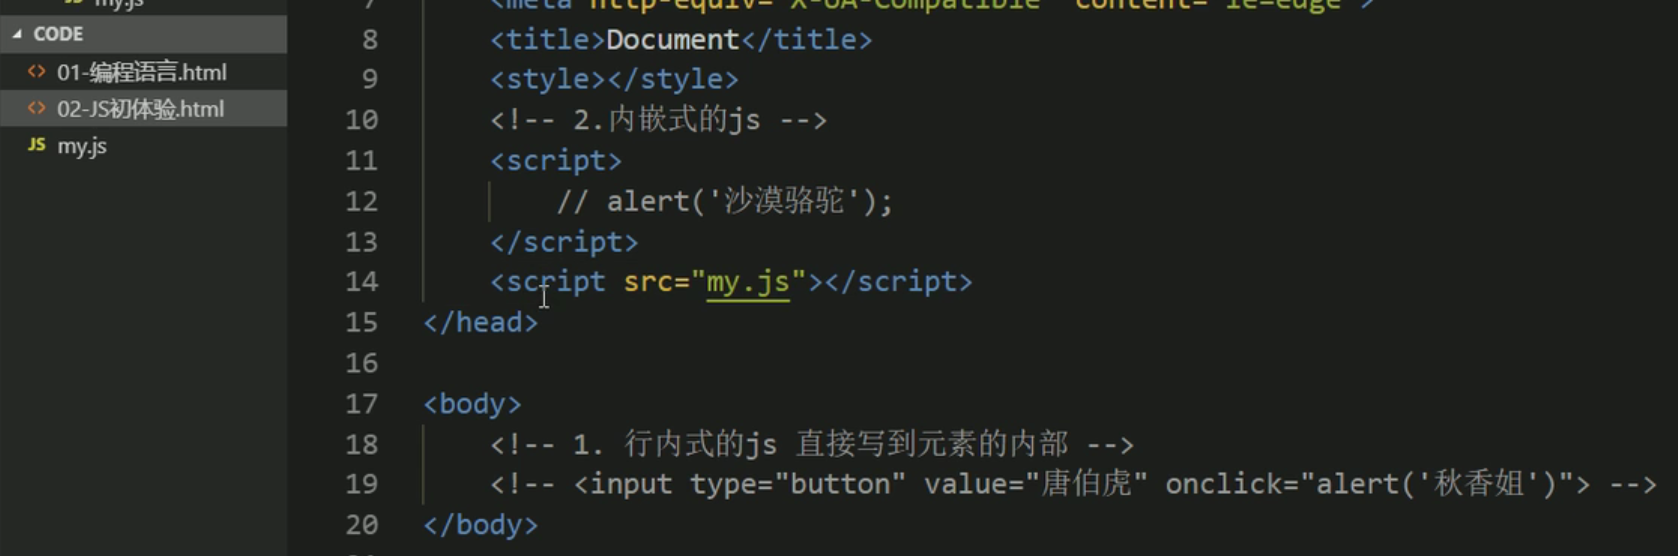 my.js
CODE
01-编程语言.html
02-JS初体验.html
JS my.js
7 <meta http-equiv="X-UA-Compatible" content="ie=edge">
8 <title>Document</title>
9 <style></style>
10 <!-- 2.内嵌式的js -->
11 <script>
12 // alert('沙漠骆驼');
13 </script>
14 <script src="my.js"></script>
15 </head>
16
17 <body>
18 <!-- 1. 行内式的js 直接写到元素的内部 -->
19 <!-- <input type="button" value="唐伯虎" onclick="alert('秋香姐')"> -->
20 </body>